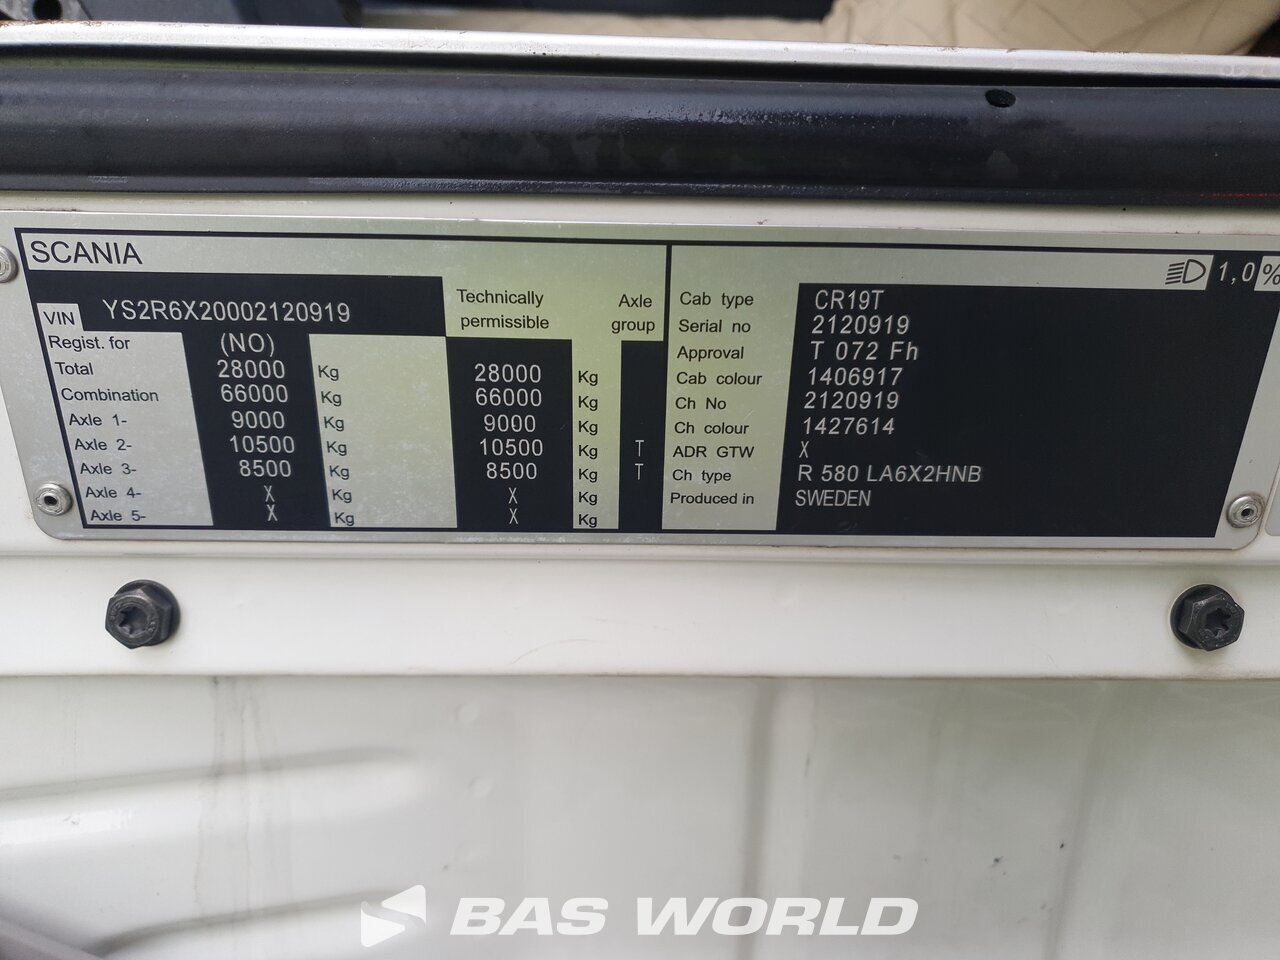 SCANIA
1,0 %
VIN YS2R6X20002120919
Technically permissible
Axle group
Regist. for (NO)
Total 28000 Kg 28000 Kg
Combination 66000 Kg 66000 Kg
Axle 1- 9000 Kg 9000 Kg
Axle 2- 10500 Kg 10500 Kg T
Axle 3- 8500 Kg 8500 Kg T
Axle 4- X Kg X Kg
Axle 5- X Kg X Kg
Cab type CR19T
Serial no 2120919
Approval T 072 Fh
Cab colour 1406917
Ch No 2120919
Ch colour 1427614
ADR GTW X
Ch type R 580 LA6X2HNB
Produced in SWEDEN
BAS WORLD